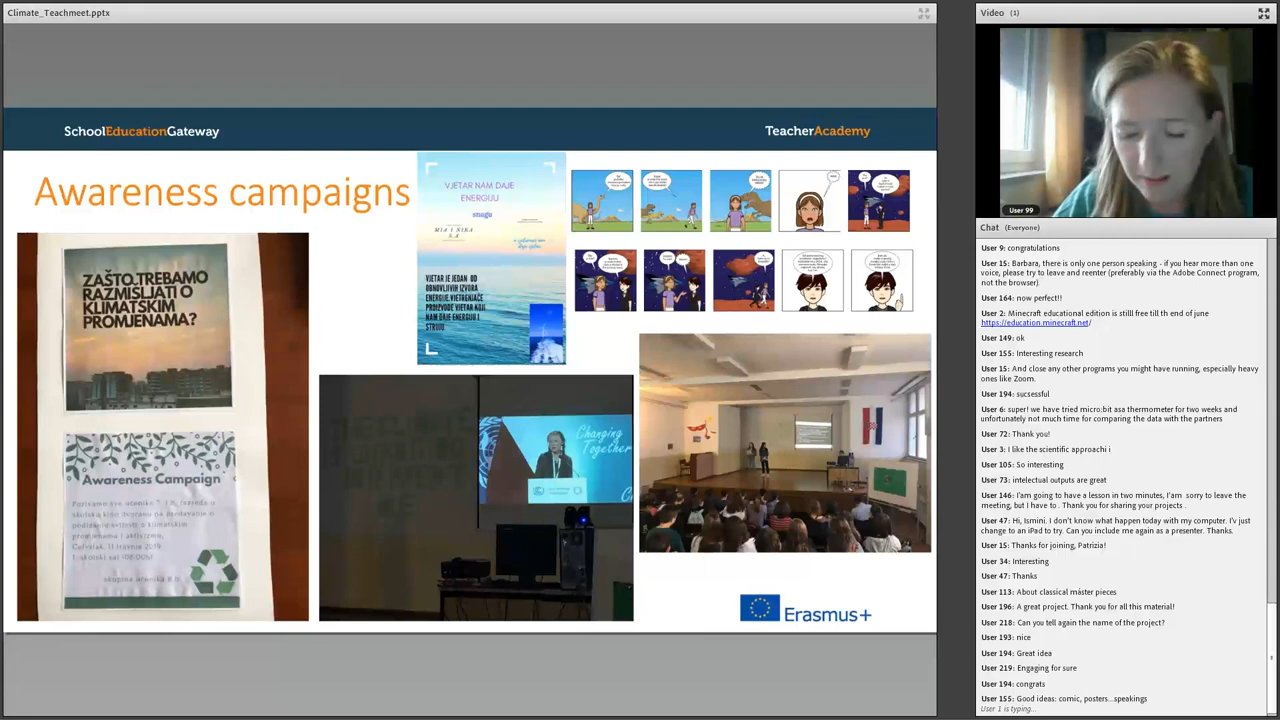 Climate_Teachmeet.pptx
SchoolEducationGateway
TeacherAcademy
Awareness campaigns
ZAŠTO TREBAMO
RAZMIŠLJATI O
KLIMATSKIM
PROMJENAMA?
Awareness Campaign
VJETAR NAM DAJE
ENERGIJU
snaga
MIA I NIKA
VJETAR JE JEDAN OD
OBNOVLJIVIH IZVORA
ENERGIJE.VJETRENJAČE
PROIZVODE VJETAR KOJI
NAM DAJE ENERGIJU I
STRUJU
Changing
Together
Erasmus+
Video (1)
User 99
Chat (Everyone)
User 9: congratulations
User 15: Barbara, there is only one person speaking - if you hear more than one
voice, please try to leave and reenter (preferably via the Adobe Connect program,
not the browser).
User 164: now perfect!!
User 2: Minecraft educational edition is stilll free till th end of june
https://education.minecraft.net/
User 149: ok
User 155: Interesting research
User 15: And close any other programs you might have running, especially heavy
ones like Zoom.
User 194: sucsessful
User 6: super! we have tried micro:bit asa thermometer for two weeks and
unfortunately not much time for comparing the data with the partners
User 72: Thank you!
User 3: I like the scientific approachi i
User 105: So interesting
User 73: intelectual outputs are great
User 146: I'am going to have a lesson in two minutes, I'am sorry to leave the
meeting, but I have to . Thank you for sharing your projects .
User 47: Hi, Ismini. I don't know what happen today with my computer. I'v just
change to an iPad to try. Can you include me again as a presenter. Thanks.
User 15: Thanks for joining, Patrizia!
User 34: Interesting
User 47: Thanks
User 113: About classical máster pieces
User 196: A great project. Thank you for all this material!
User 218: Can you tell again the name of the project?
User 193: nice
User 194: Great idea
User 219: Engaging for sure
User 194: congrats
User 155: Good ideas: comic, posters...speakings
User 1 is typing...